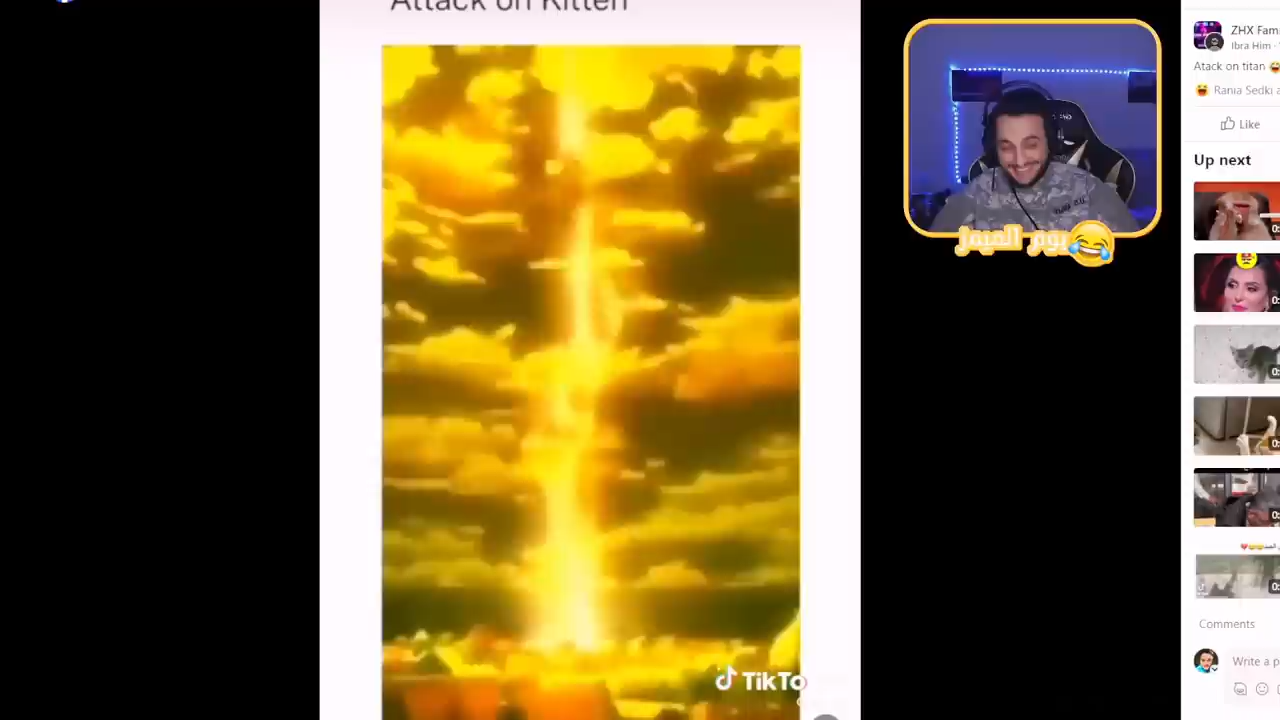 Attack on Kitten
ZHX Fam
Ibra Him ·
Atack on titan 😂
Rania Sedki a
Like
Up next
يوم الميمز😂
TikTo
Comments
Write a p